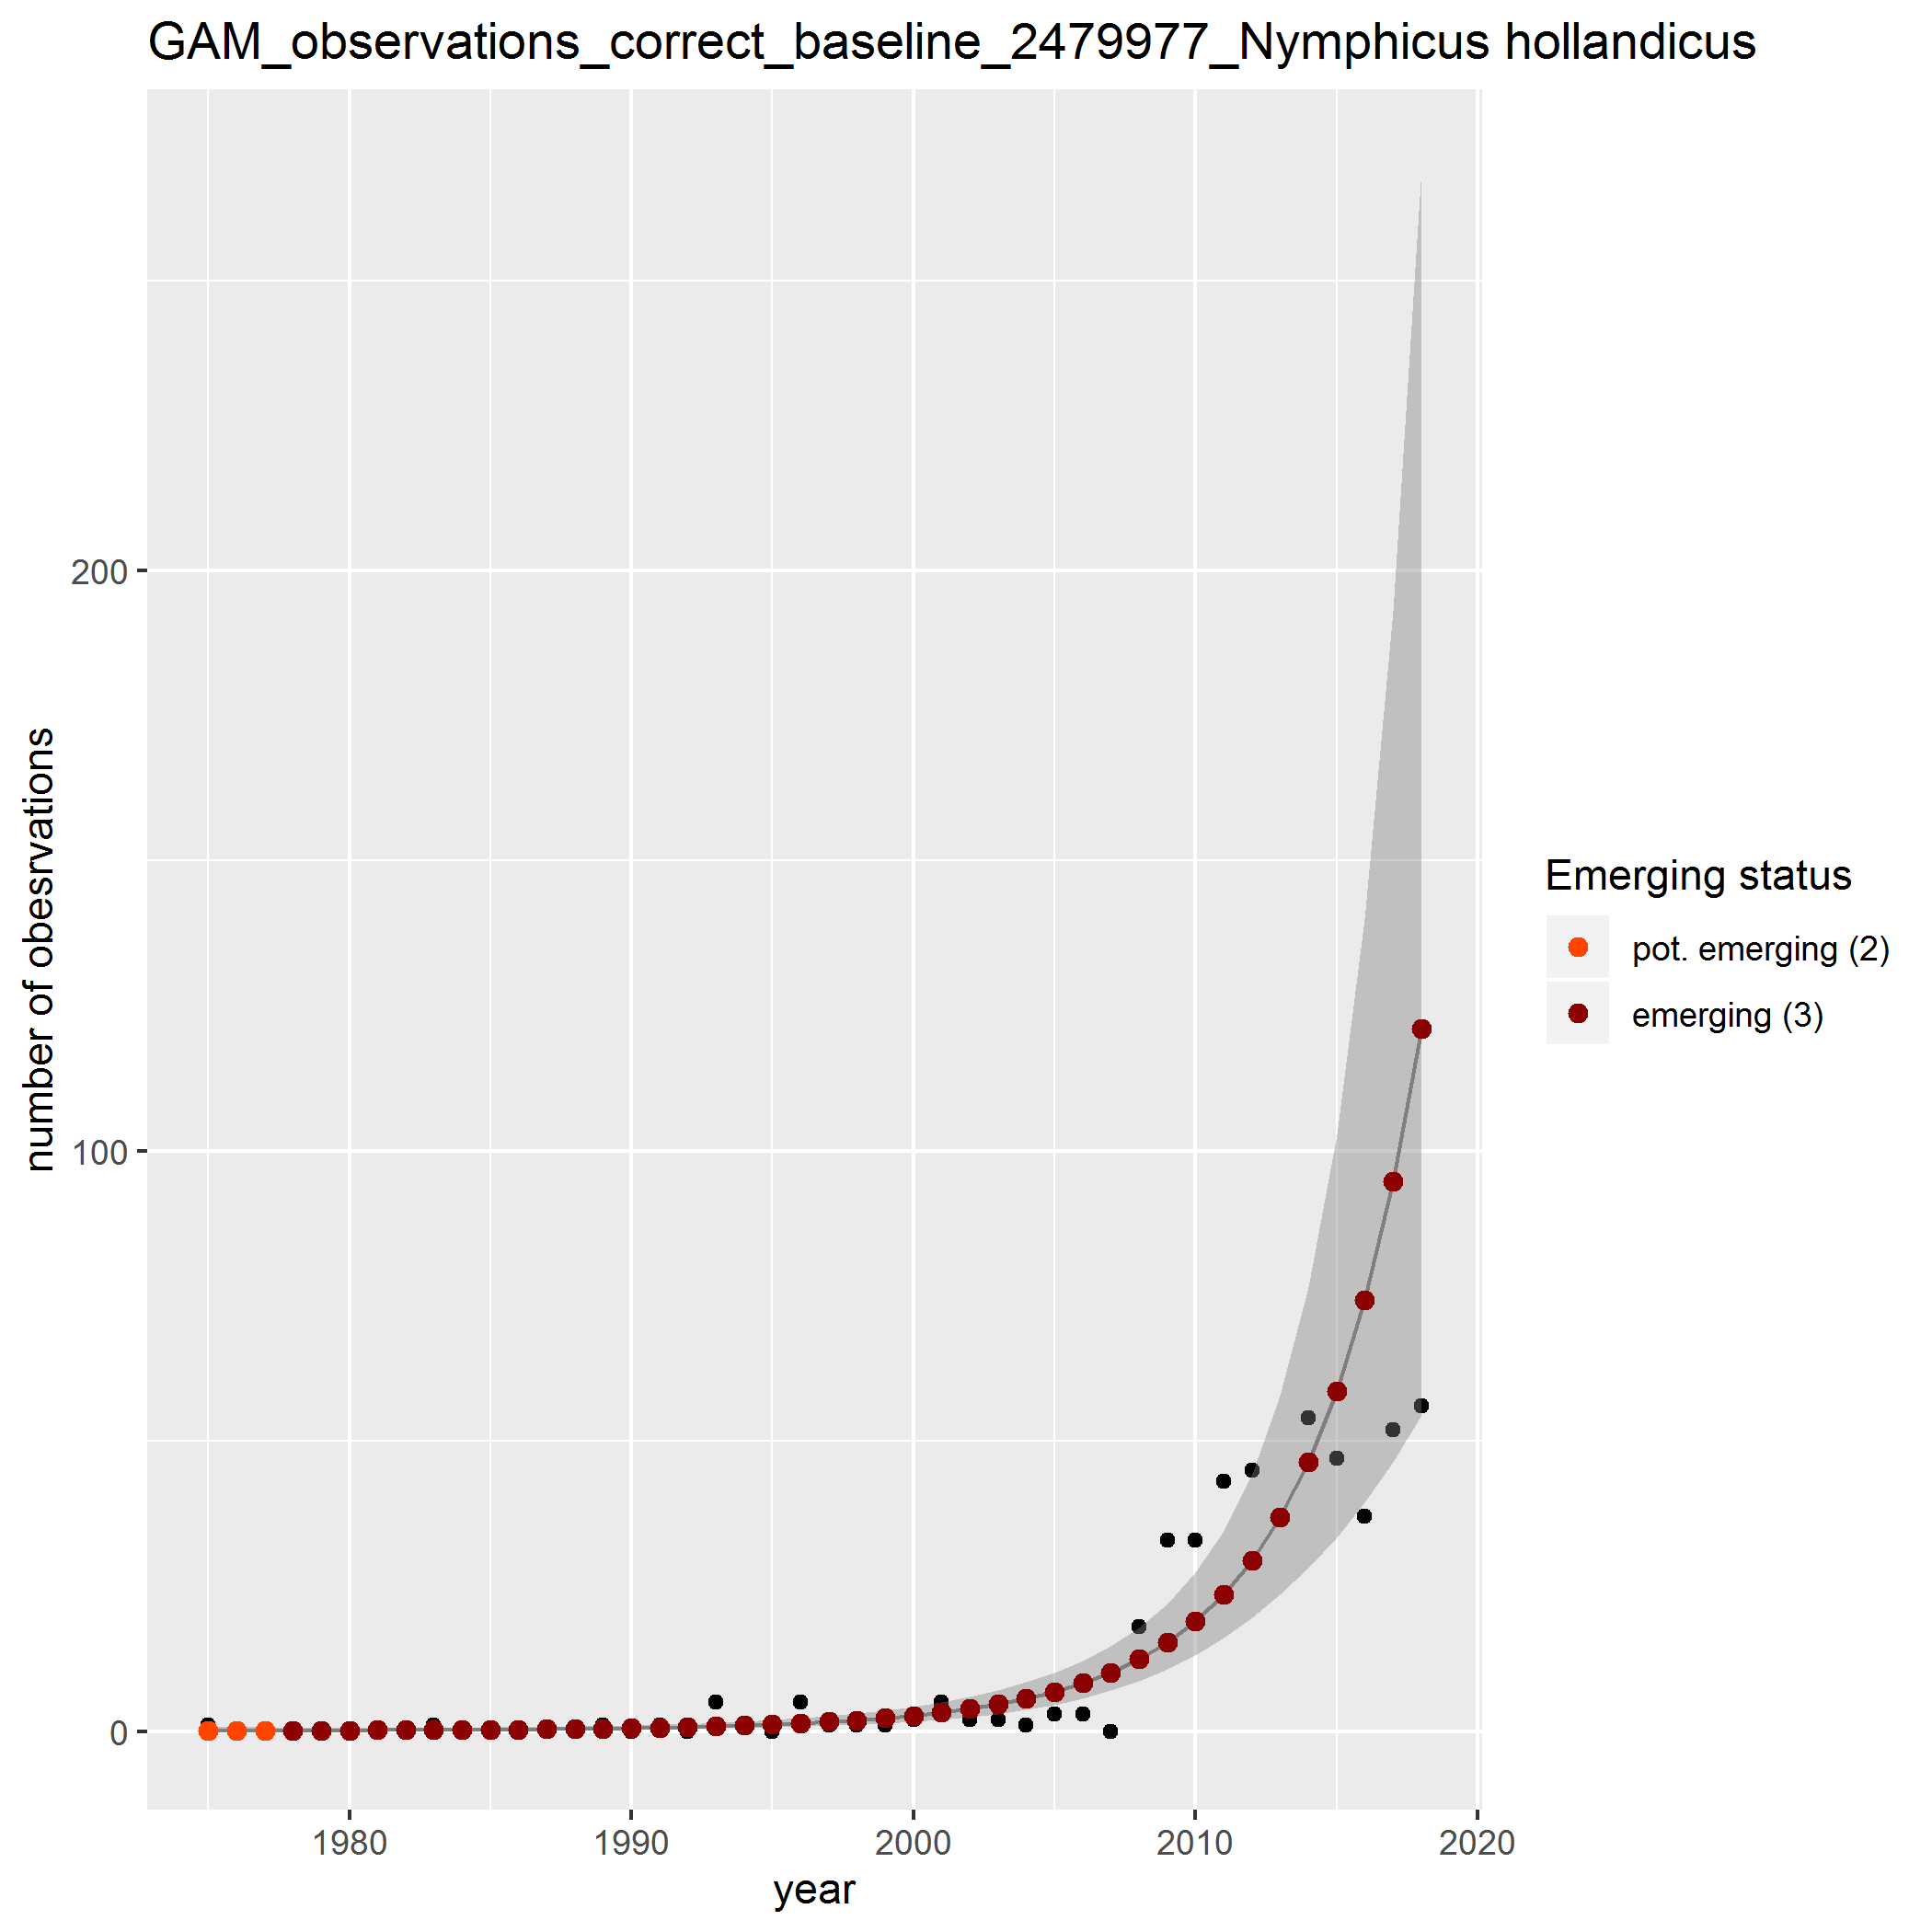 GAM_observations_correct_baseline_2479977_Nymphicus hollandicus
number of obesrvations
200
100
0
1980 1990 2000 2010 2020
year
Emerging status
pot. emerging (2)
emerging (3)